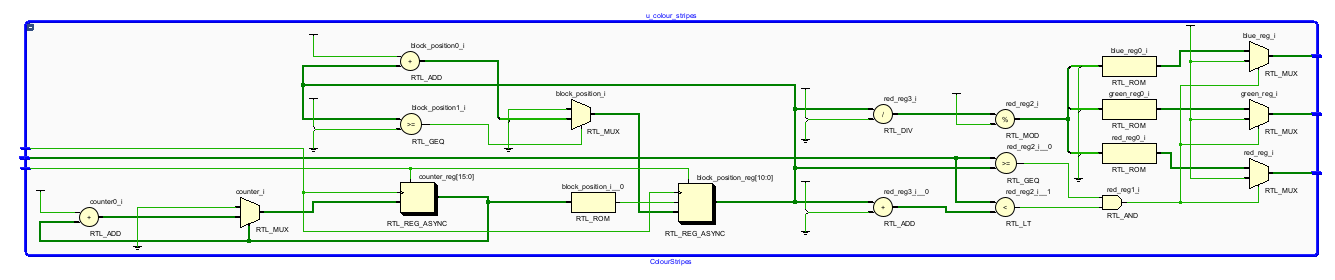 u_colour_stripes
block_position0_i
+
RTL_ADD
block_position1_i
>=
RTL_GEQ
block_position_i
RTL_MUX
counter0_i
+
RTL_ADD
counter_i
RTL_MUX
counter_reg[15:0]
RTL_REG_ASYNC
block_position_i__0
RTL_ROM
block_position_reg[10:0]
RTL_REG_ASYNC
red_reg3_i
/
RTL_DIV
red_reg3_i__0
+
RTL_ADD
red_reg2_i
%
RTL_MOD
red_reg2_i__0
>=
RTL_GEQ
red_reg2_i__1
<
RTL_LT
blue_reg0_i
RTL_ROM
green_reg0_i
RTL_ROM
red_reg0_i
RTL_ROM
red_reg1_i
RTL_AND
blue_reg_i
RTL_MUX
green_reg_i
RTL_MUX
red_reg_i
RTL_MUX
ColourStripes